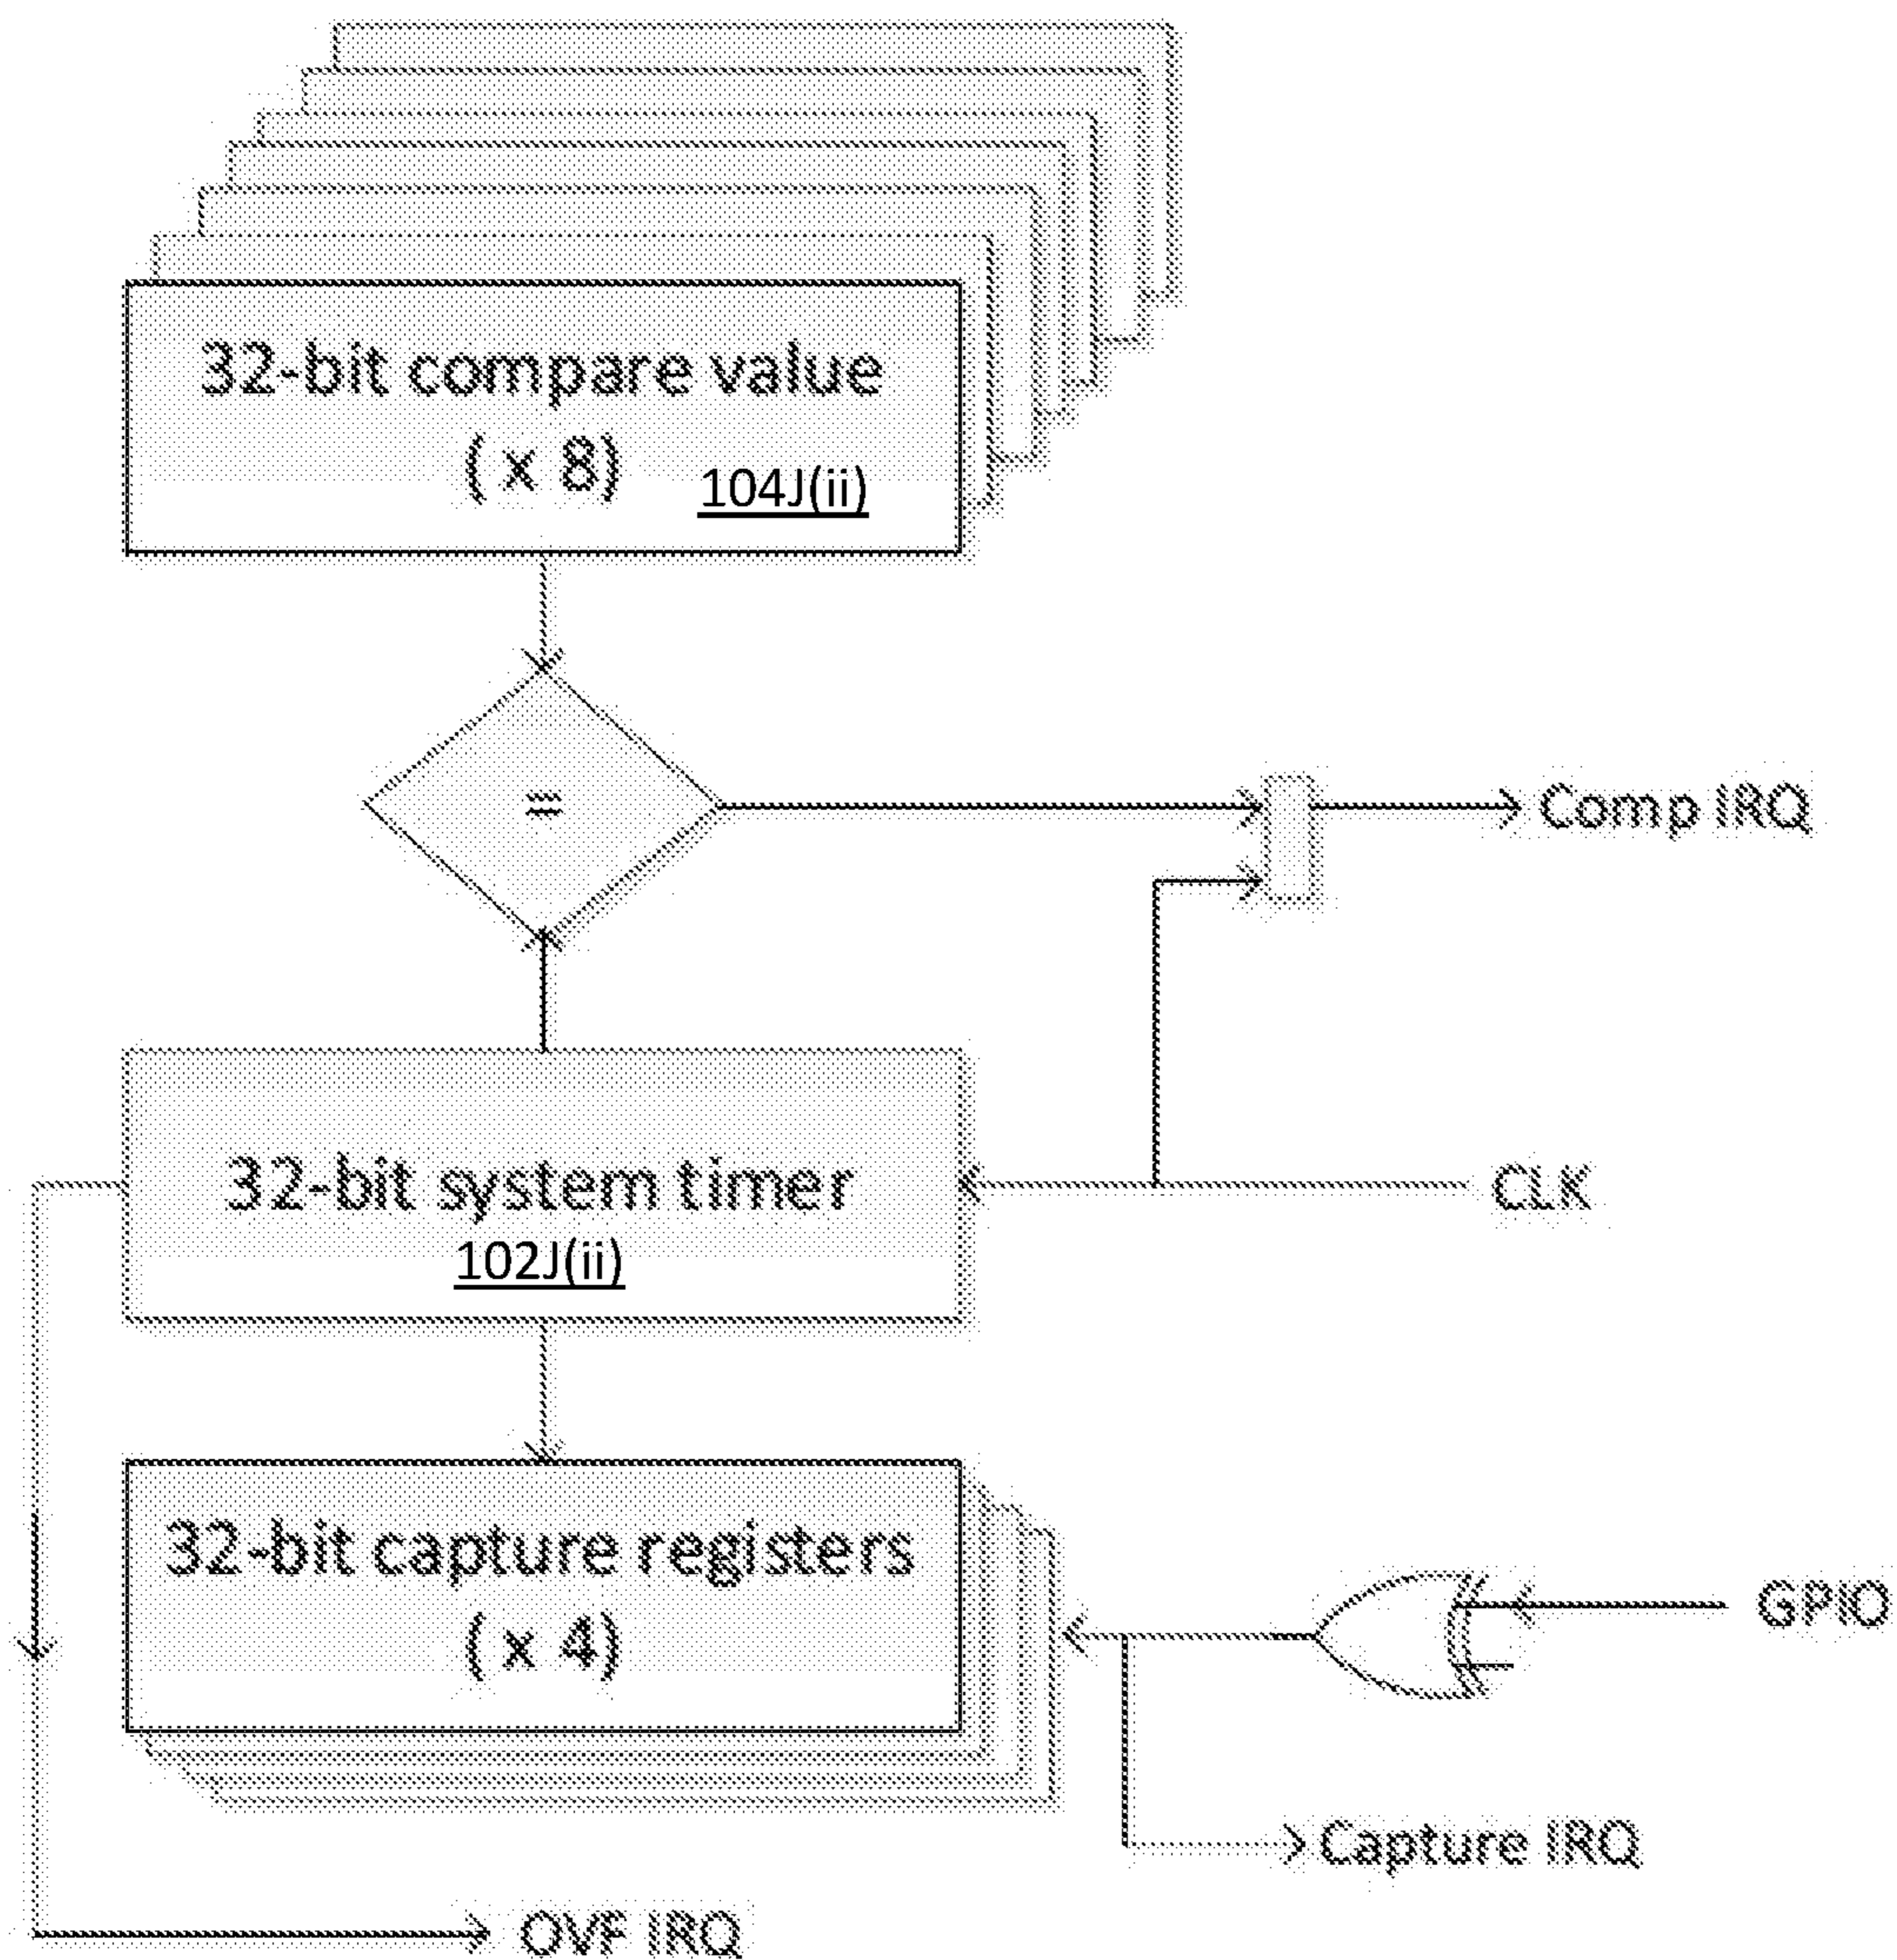 32-bit compare value
( x 8)
104J(ii)
=
Comp IRQ
32-bit system timer
102J(ii)
CLK
32-bit capture registers
( x 4)
GPIO
Capture IRQ
OVF IRQ